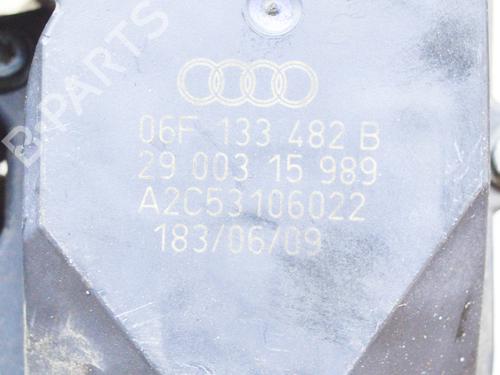 B-PARTS
06F 133 482 B
29 003 15 989
A2C53106022
183/06/09